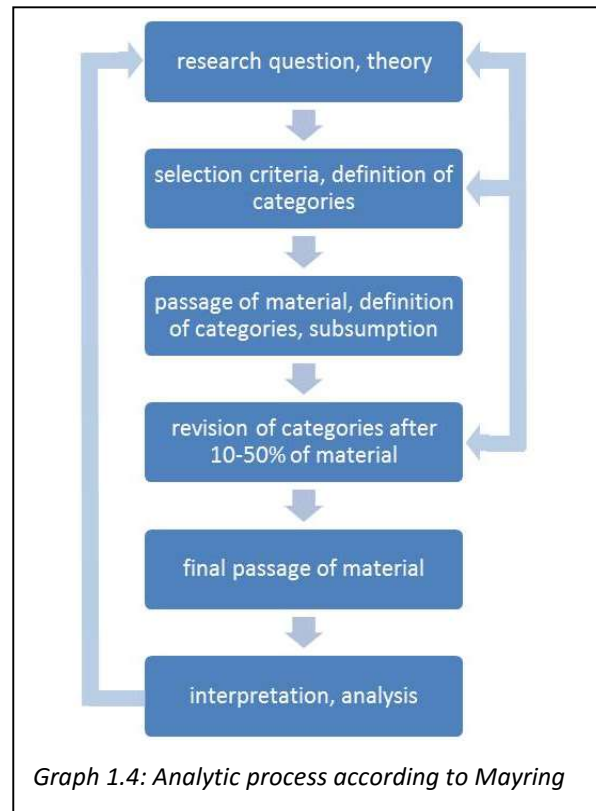 research question, theory
selection criteria, definition of
categories
passage of material, definition
of categories, subsumption
revision of categories after
10-50% of material
final passage of material
interpretation, analysis
Graph 1.4: Analytic process according to Mayring